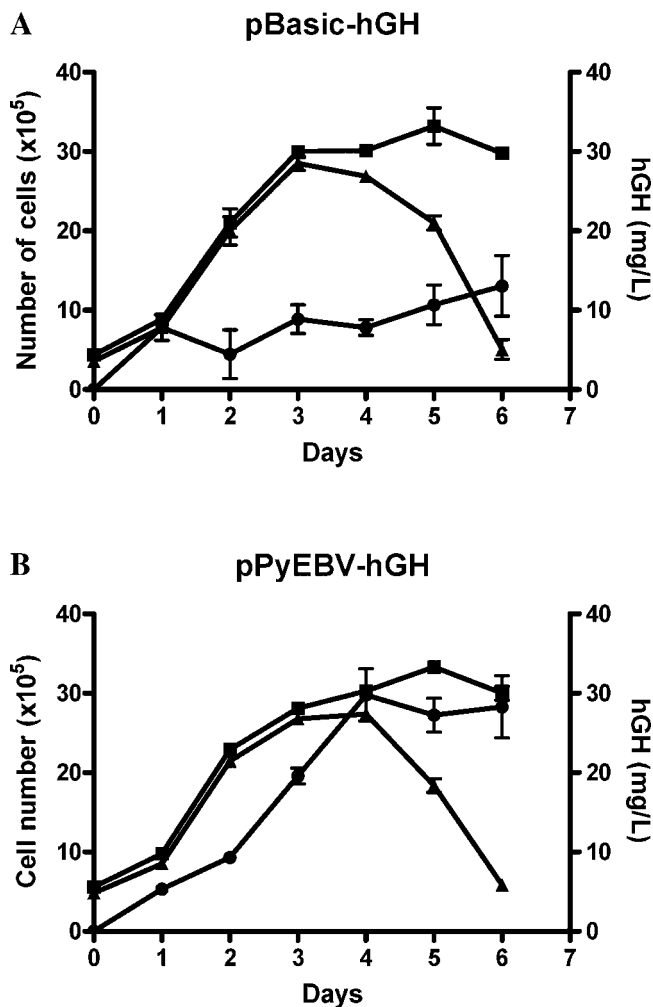 A
pBasic-hGH
Number of cells (x10⁵)
40
30
20
10
0
40
30
20
10
0
hGH (mg/L)
0 1 2 3 4 5 6 7
Days
B
pPyEBV-hGH
Cell number (x10⁵)
40
30
20
10
0
40
30
20
10
0
hGH (mg/L)
0 1 2 3 4 5 6 7
Days